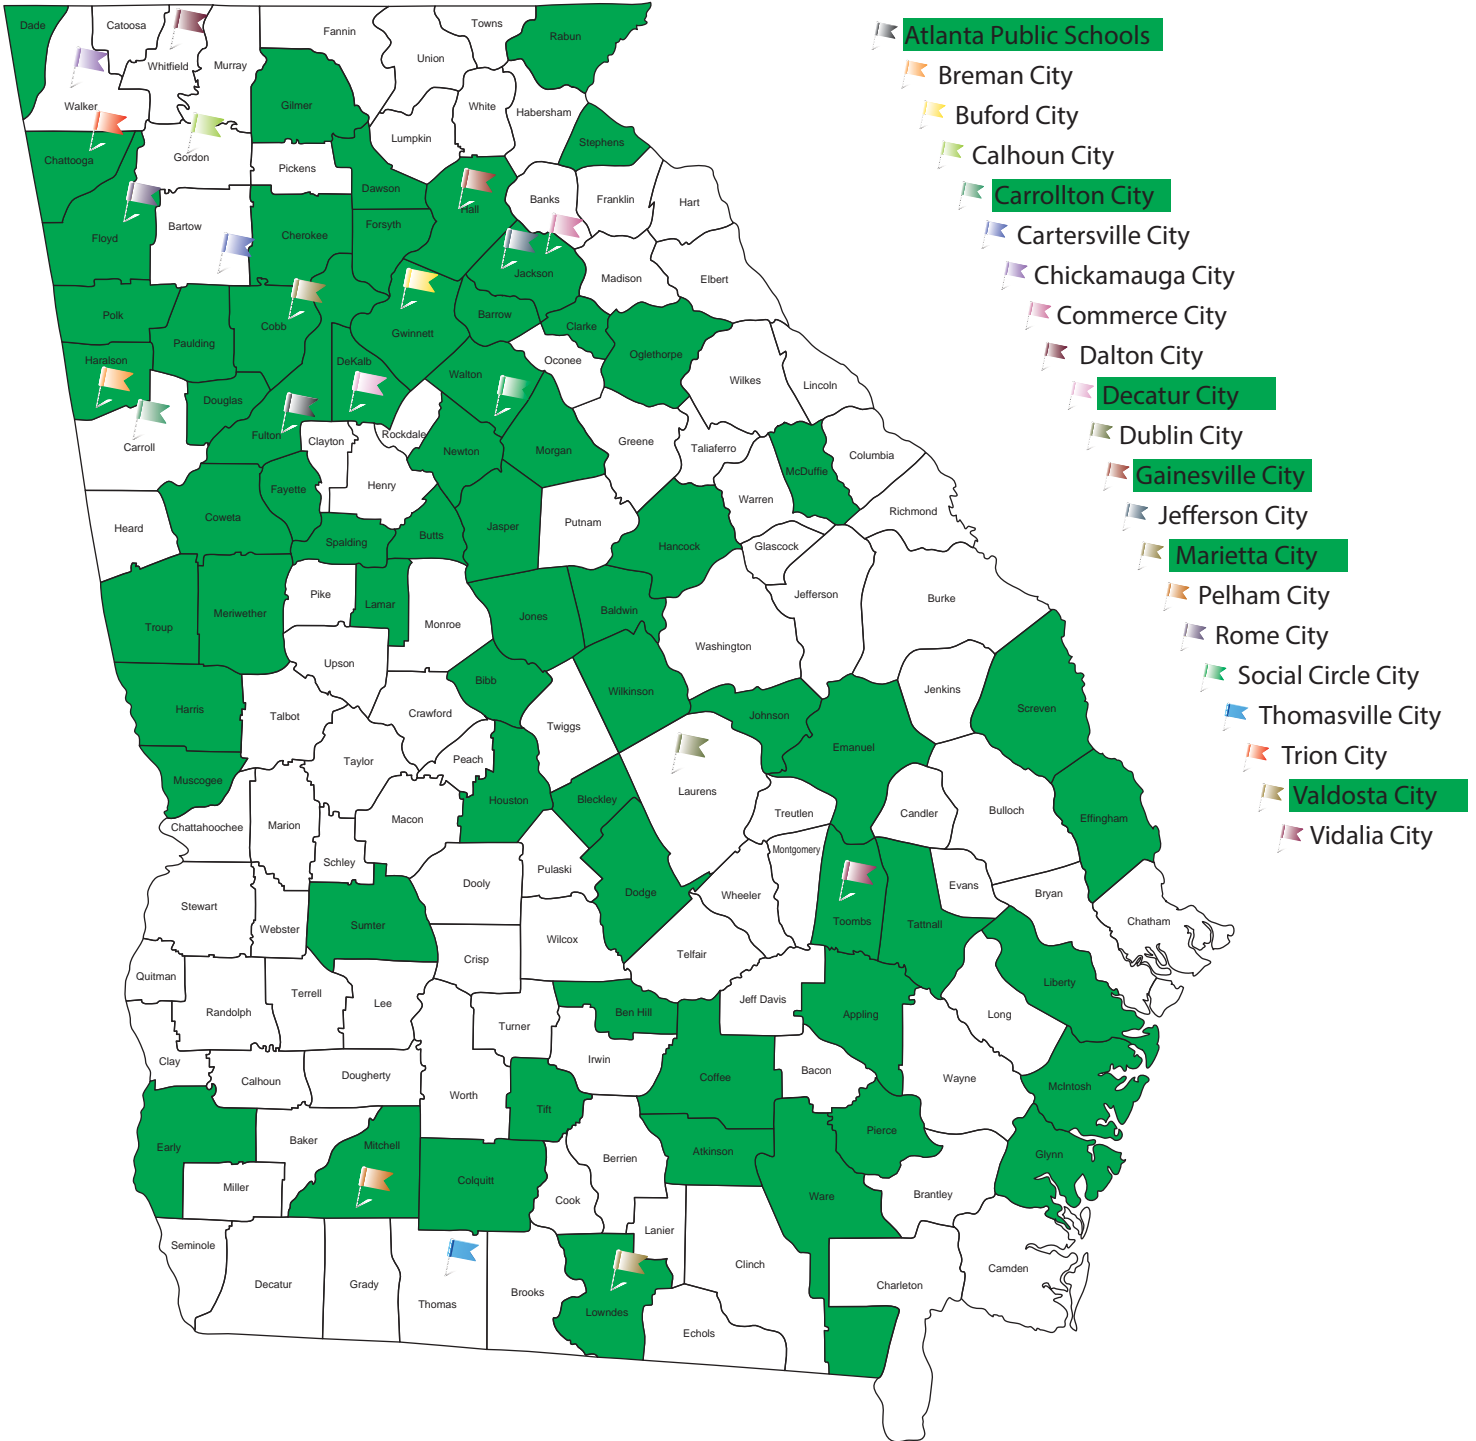 Dade
Catoosa
Whitfield
Murray
Fannin
Towns
Union
Rabun
Walker
Gilmer
White
Habersham
Lumpkin
Stephens
Chattooga
Gordon
Pickens
Dawson
Hall
Banks
Franklin
Hart
Floyd
Bartow
Cherokee
Forsyth
Jackson
Madison
Elbert
Polk
Paulding
Cobb
Gwinnett
Barrow
Clarke
Oconee
Oglethorpe
Wilkes
Lincoln
Haralson
DeKalb
Walton
Douglas
Carroll
Fulton
Clayton
Rockdale
Newton
Morgan
Greene
Taliaferro
McDuffie
Columbia
Henry
Fayette
Heard
Coweta
Spalding
Butts
Jasper
Putnam
Hancock
Warren
Richmond
Glascock
Jefferson
Burke
Troup
Meriwether
Pike
Lamar
Monroe
Jones
Baldwin
Washington
Upson
Bibb
Wilkinson
Jenkins
Screven
Harris
Talbot
Crawford
Twiggs
Johnson
Emanuel
Muscogee
Taylor
Peach
Houston
Bleckley
Laurens
Treutlen
Candler
Bulloch
Effingham
Chattahoochee
Marion
Macon
Schley
Dooly
Pulaski
Montgomery
Wheeler
Dodge
Toombs
Tattnall
Evans
Bryan
Chatham
Stewart
Webster
Sumter
Crisp
Wilcox
Telfair
Quitman
Terrell
Lee
Randolph
Turner
Ben Hill
Jeff Davis
Appling
Long
Liberty
Clay
Calhoun
Dougherty
Worth
Irwin
Coffee
Bacon
Wayne
McIntosh
Tift
Early
Baker
Mitchell
Miller
Colquitt
Cook
Berrien
Atkinson
Pierce
Ware
Brantley
Glynn
Seminole
Decatur
Grady
Thomas
Brooks
Lowndes
Lanier
Echols
Clinch
Charleton
Camden
Atlanta Public Schools
Breman City
Buford City
Calhoun City
Carrollton City
Cartersville City
Chickamauga City
Commerce City
Dalton City
Decatur City
Dublin City
Gainesville City
Jefferson City
Marietta City
Pelham City
Rome City
Social Circle City
Thomasville City
Trion City
Valdosta City
Vidalia City